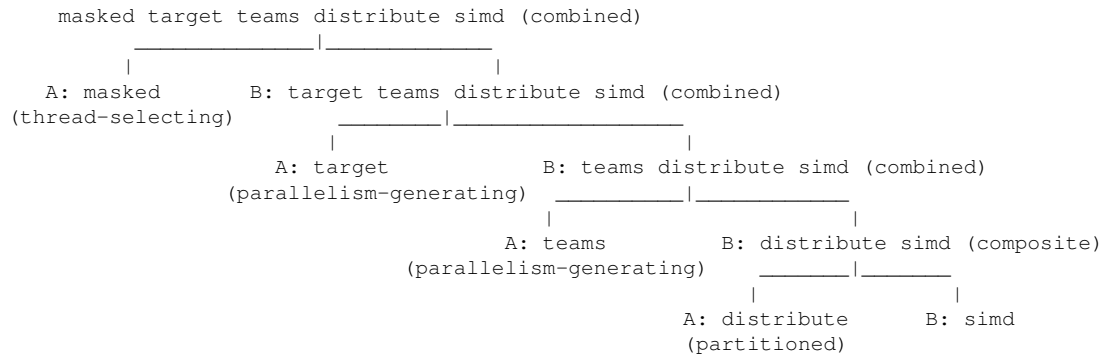 masked target teams distribute simd (combined)
A: masked B: target teams distribute simd (combined)
(thread-selecting)
A: target B: teams distribute simd (combined)
(parallelism-generating)
A: teams B: distribute simd (composite)
(parallelism-generating)
A: distribute B: simd
(partitioned)